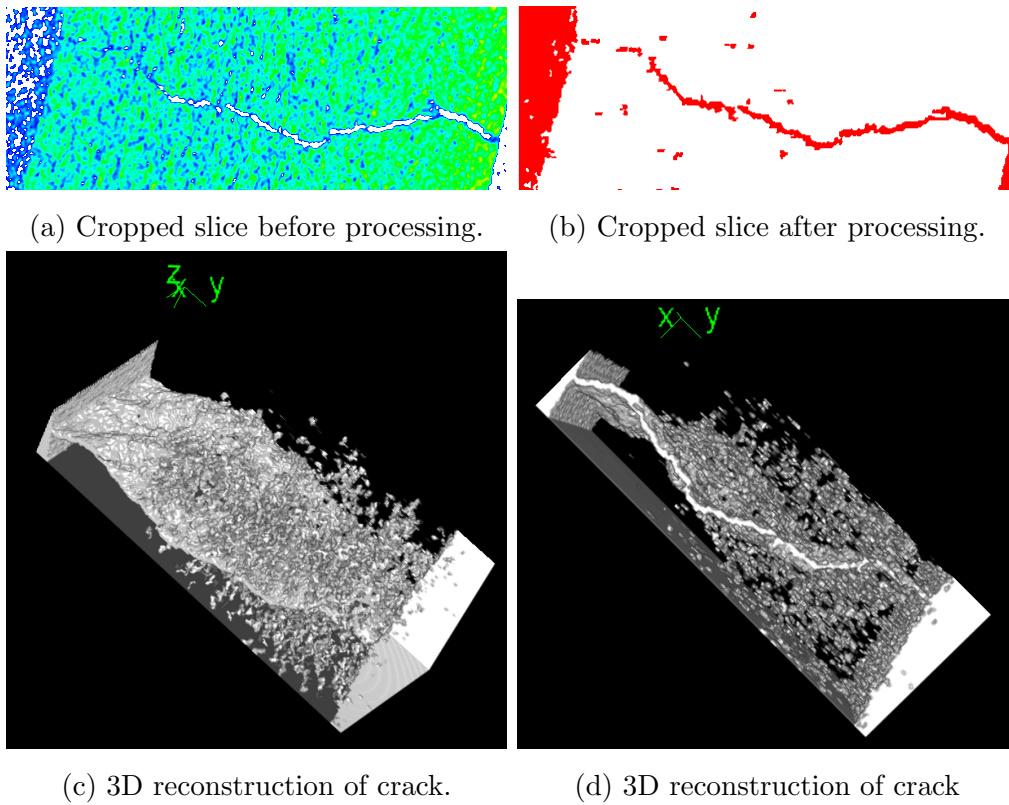 (a) Cropped slice before processing.
(b) Cropped slice after processing.
z
x y
x y
(c) 3D reconstruction of crack.
(d) 3D reconstruction of crack